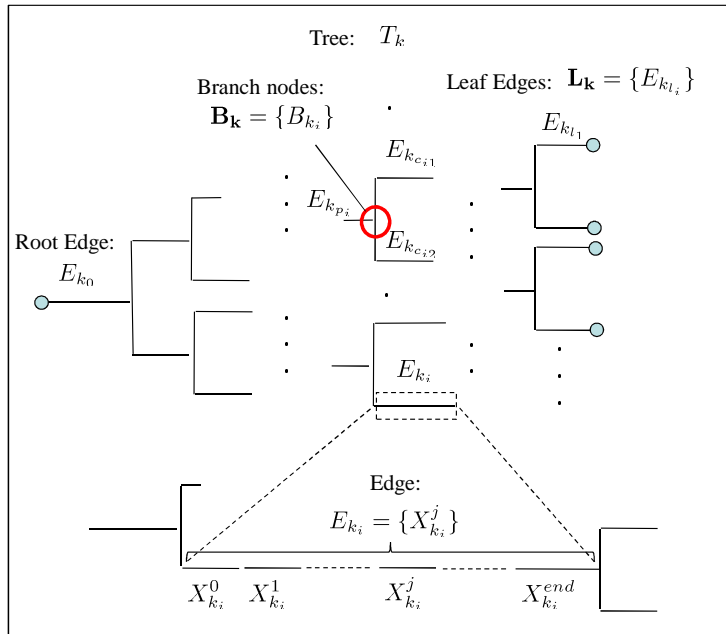 Tree: $T_k$
Branch nodes:
$\mathbf{B_k} = \{B_{k_i}\}$
Leaf Edges: $\mathbf{L_k} = \{E_{k_{l_i}}\}$
$E_{k_{l_1}}$
$E_{k_{c_{i1}}}$
$E_{k_{p_i}}$
$E_{k_{c_{i2}}}$
Root Edge:
$E_{k_0}$
$E_{k_i}$
Edge:
$E_{k_i} = \{X_{k_i}^j\}$
$X_{k_i}^0$ $X_{k_i}^1$ $X_{k_i}^j$ $X_{k_i}^{end}$